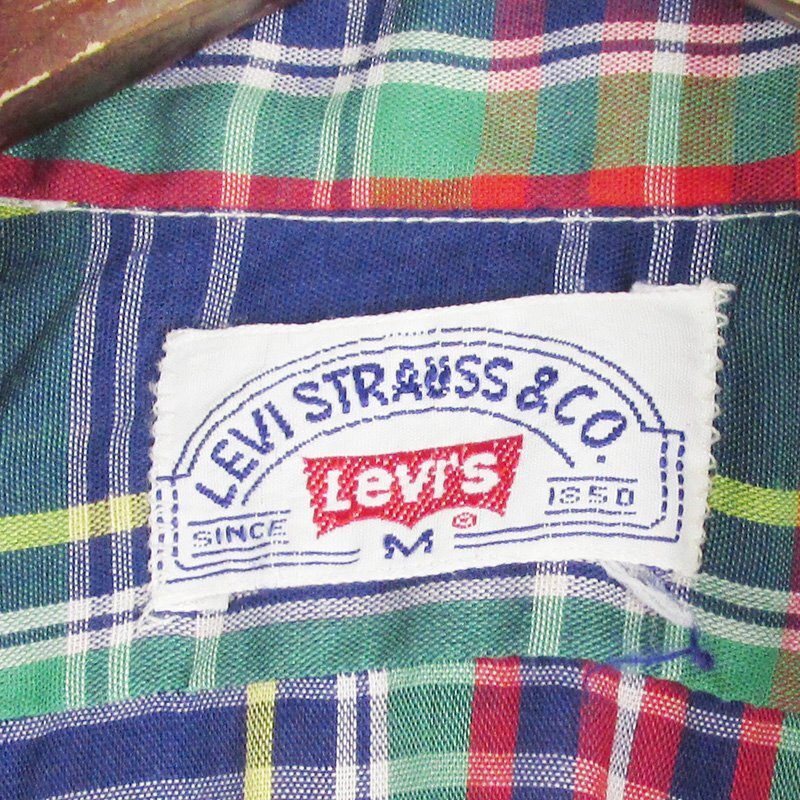 LEVI STRAUSS & CO.
Levi's
SINCE 1850
M ®